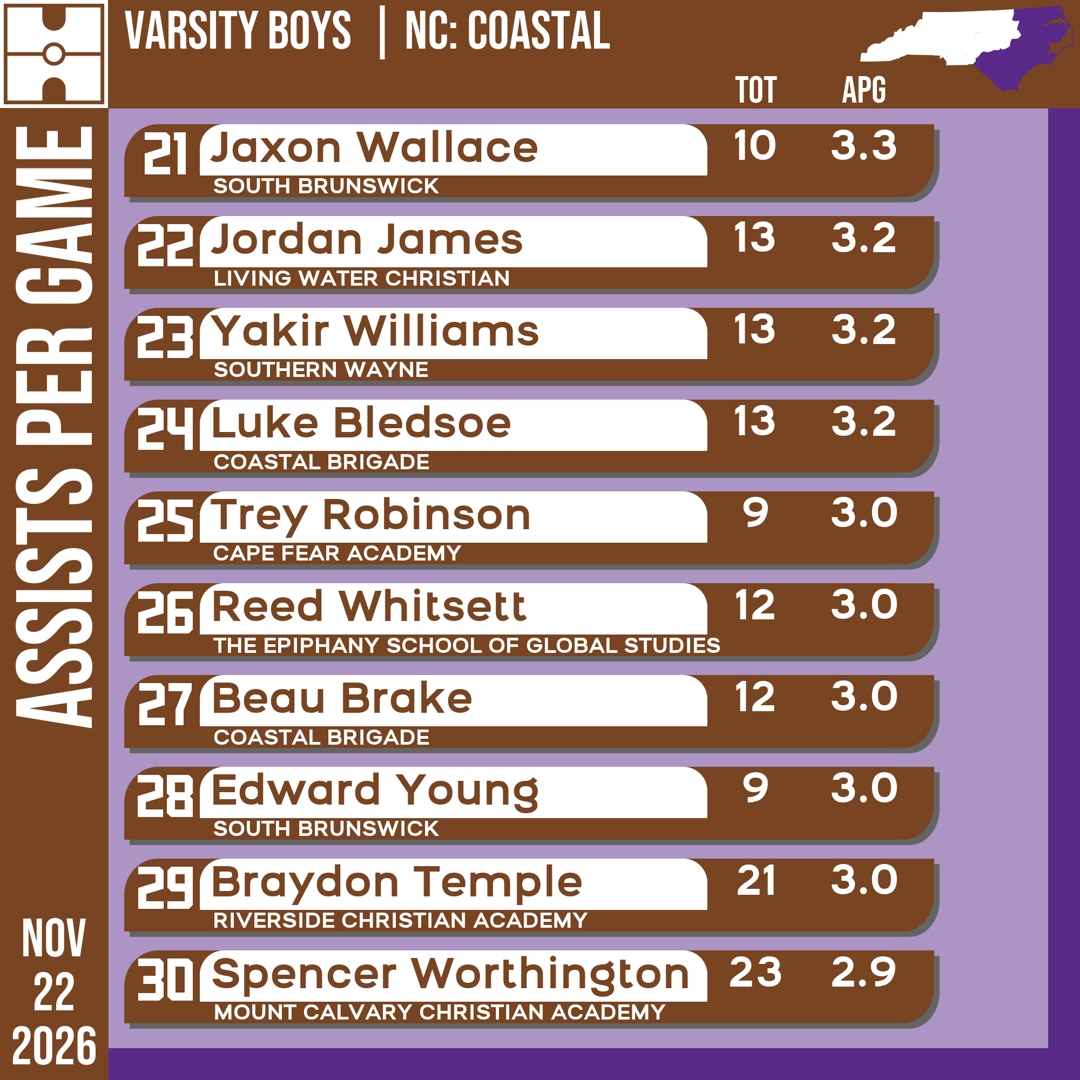 VARSITY BOYS | NC: COASTAL
TOT APG
ASSISTS PER GAME
21 Jaxon Wallace 10 3.3
SOUTH BRUNSWICK
22 Jordan James 13 3.2
LIVING WATER CHRISTIAN
23 Yakir Williams 13 3.2
SOUTHERN WAYNE
24 Luke Bledsoe 13 3.2
COASTAL BRIGADE
25 Trey Robinson 9 3.0
CAPE FEAR ACADEMY
26 Reed Whitsett 12 3.0
THE EPIPHANY SCHOOL OF GLOBAL STUDIES
27 Beau Brake 12 3.0
COASTAL BRIGADE
28 Edward Young 9 3.0
SOUTH BRUNSWICK
29 Braydon Temple 21 3.0
RIVERSIDE CHRISTIAN ACADEMY
30 Spencer Worthington 23 2.9
MOUNT CALVARY CHRISTIAN ACADEMY
NOV
22
2026